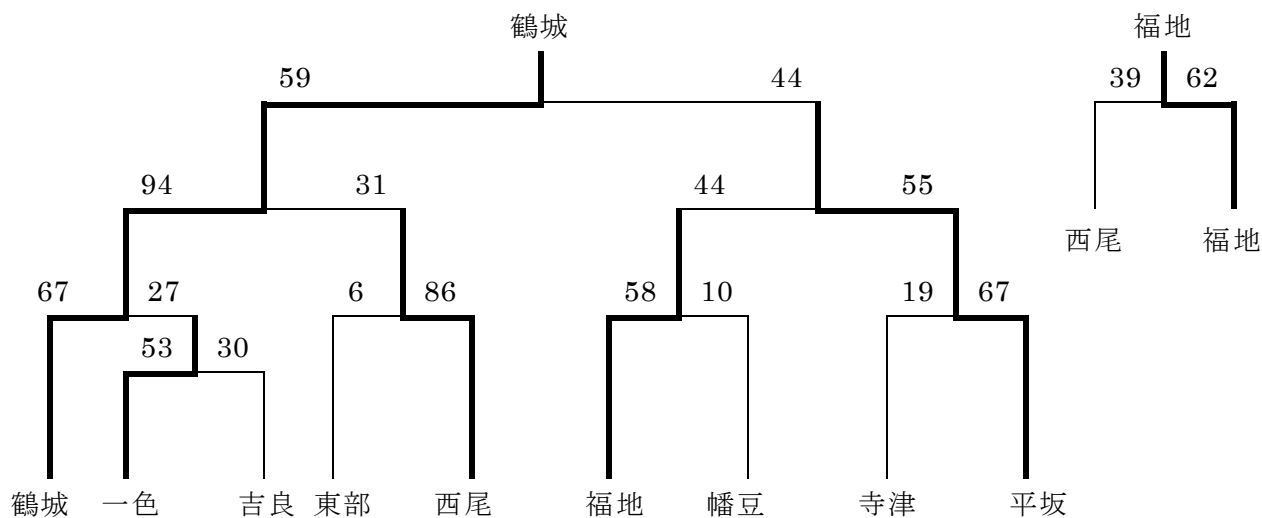 鶴城 福地
59 44 39 62
94 31 44 55
西尾 福地
67 27 6 86 58 10 19 67
53 30
鶴城 一色 吉良 東部 西尾 福地 幡豆 寺津 平坂